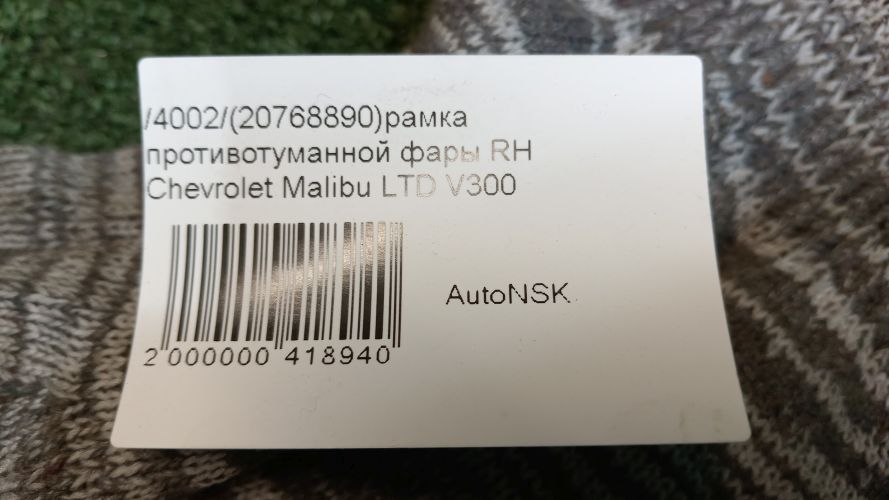 /4002/(20768890)рамка
противотуманной фары RH
Chevrolet Malibu LTD V300
AutoNSK
2 000000 418940